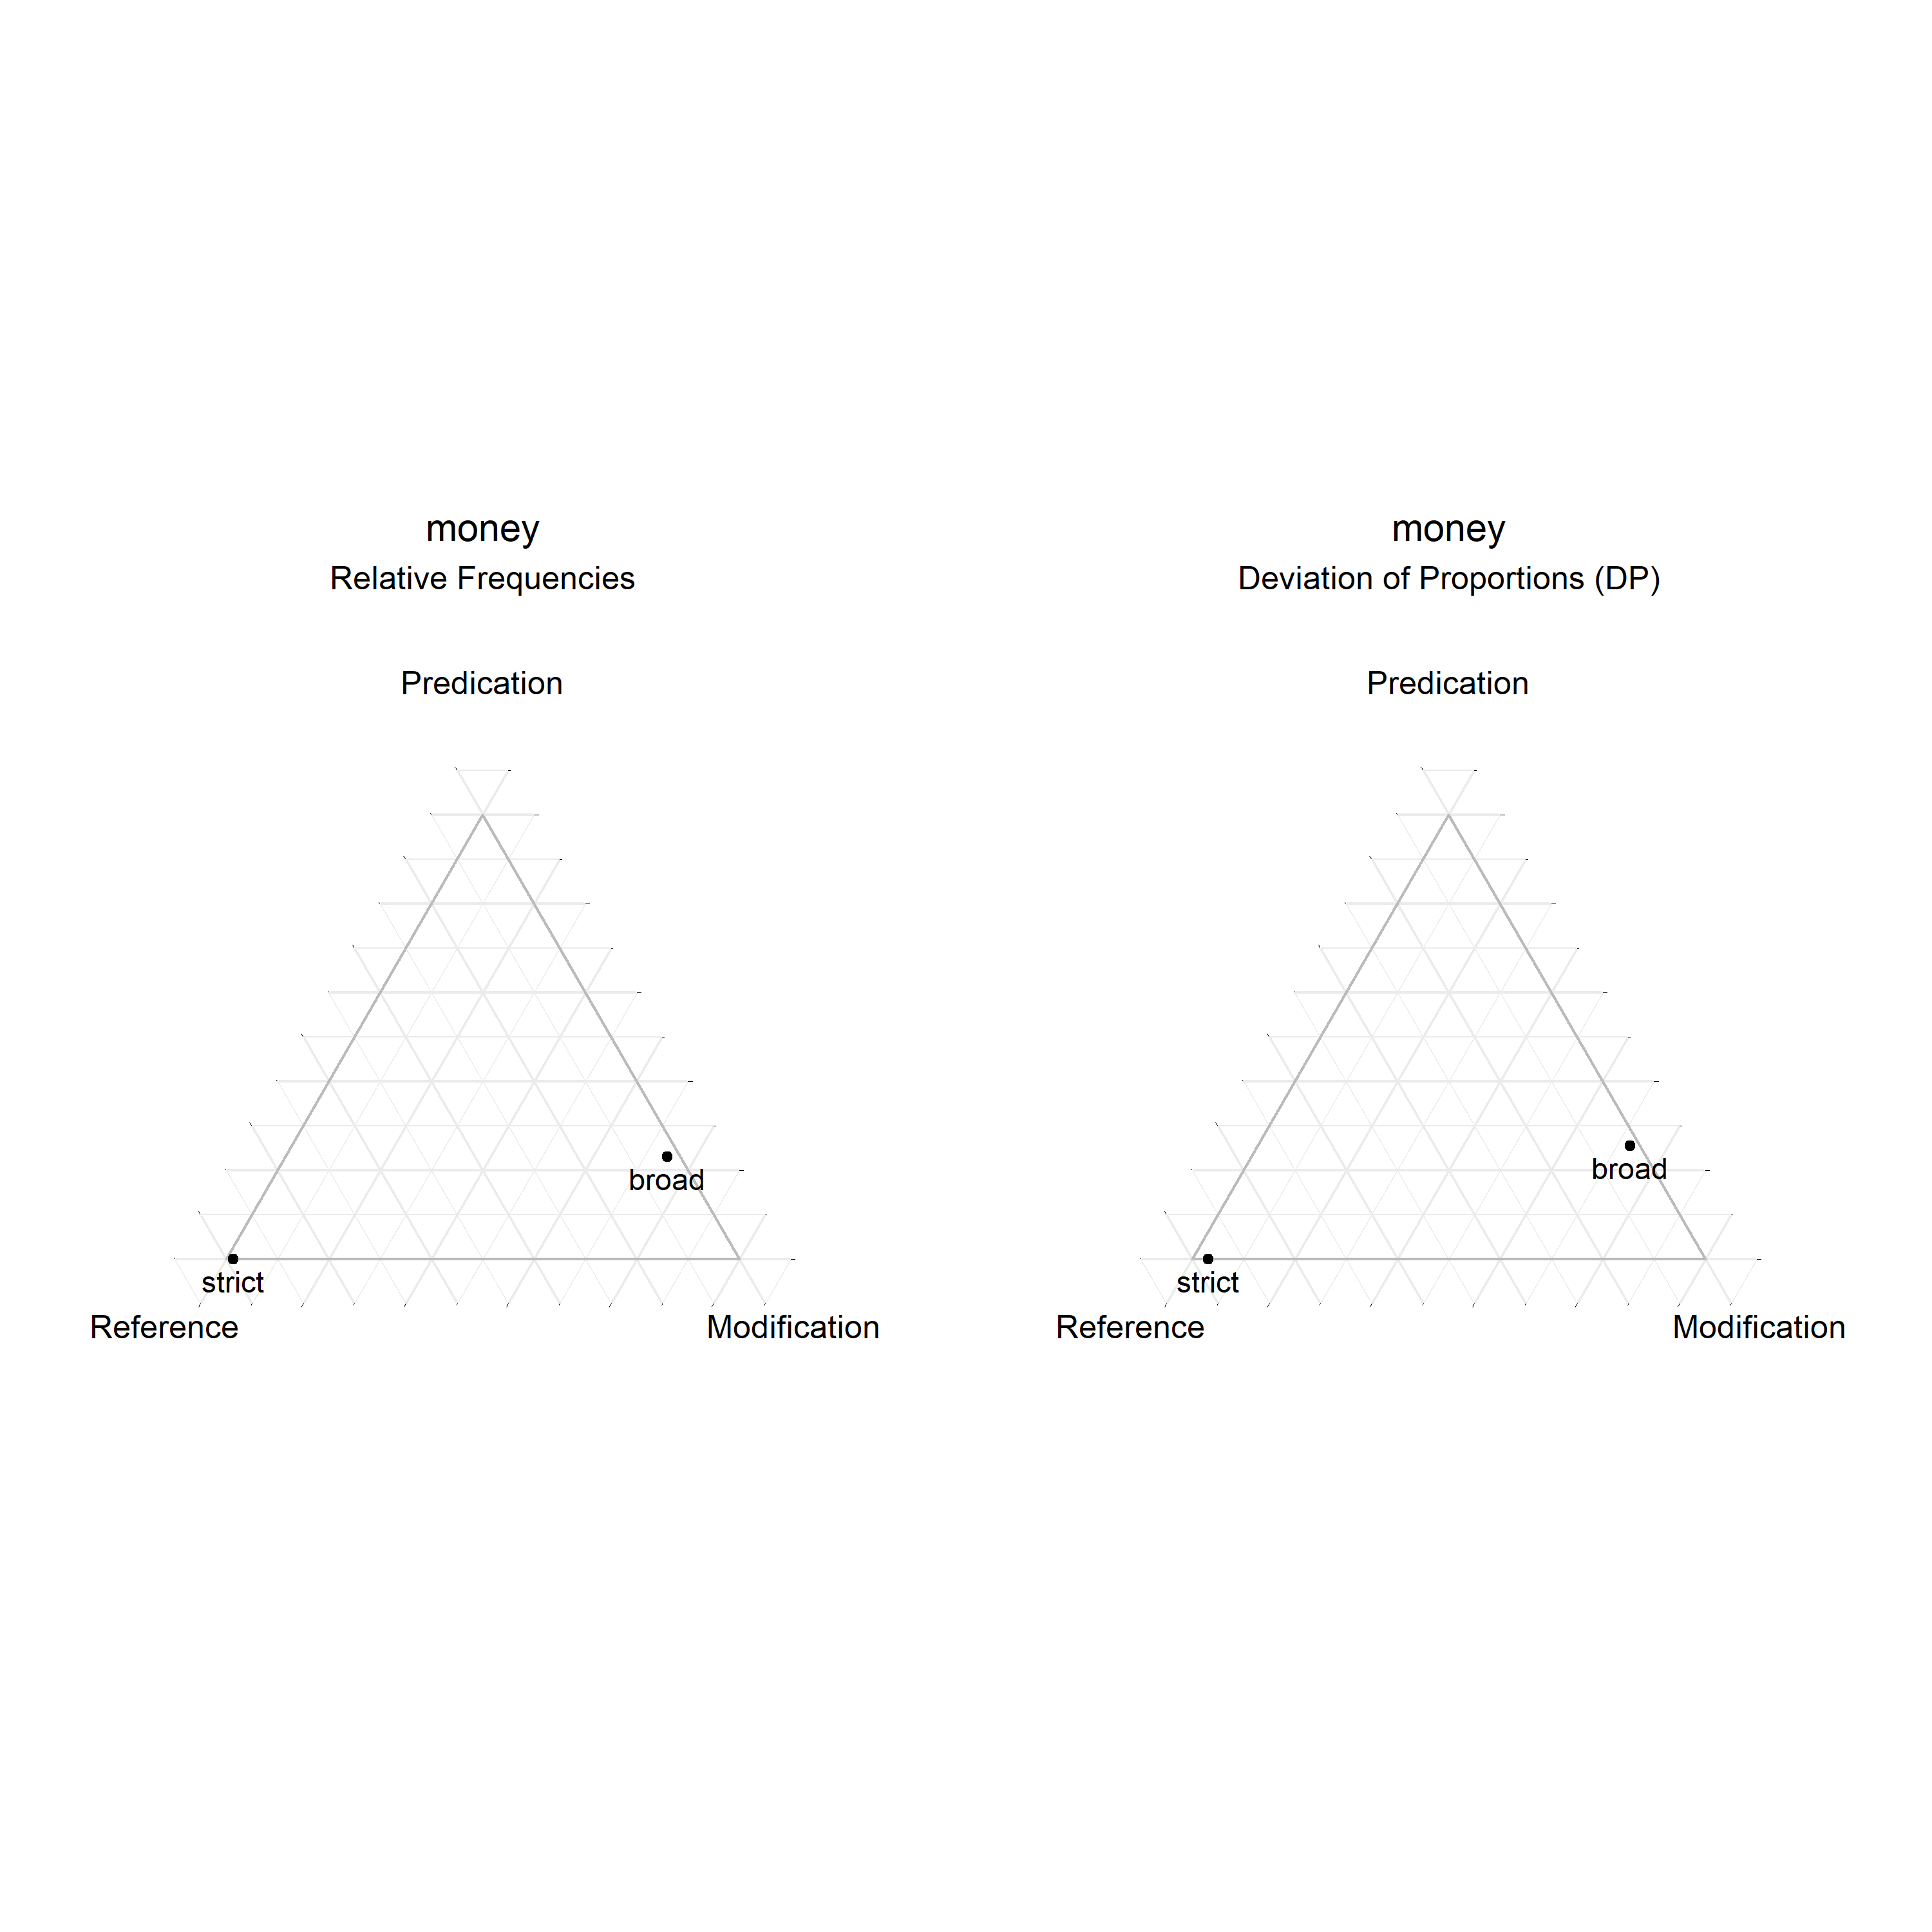 money
Relative Frequencies
Predication
broad
strict
Reference
Modification
money
Deviation of Proportions (DP)
Predication
broad
strict
Reference
Modification